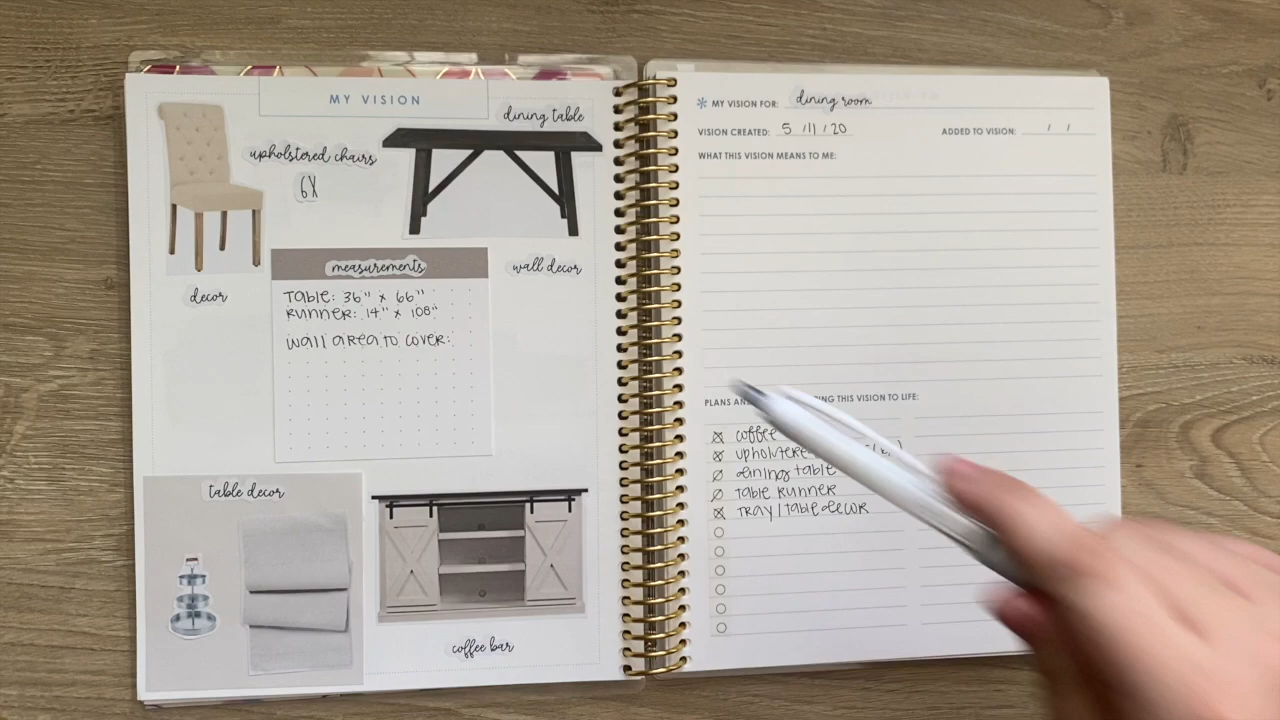 MY VISION
dining table
upholstered chairs
6X
measurements
wall decor
decor
Table: 36" x 66"
Runner: 14" x 108"
wall area to cover:
table decor
coffee bar
MY VISION FOR: dining room
VISION CREATED: 5 / 11 / 20
ADDED TO VISION: / /
WHAT THIS VISION MEANS TO ME:
PLANS THIS VISION TO LIFE:
coffee
dining table
table runner
tray / table decor